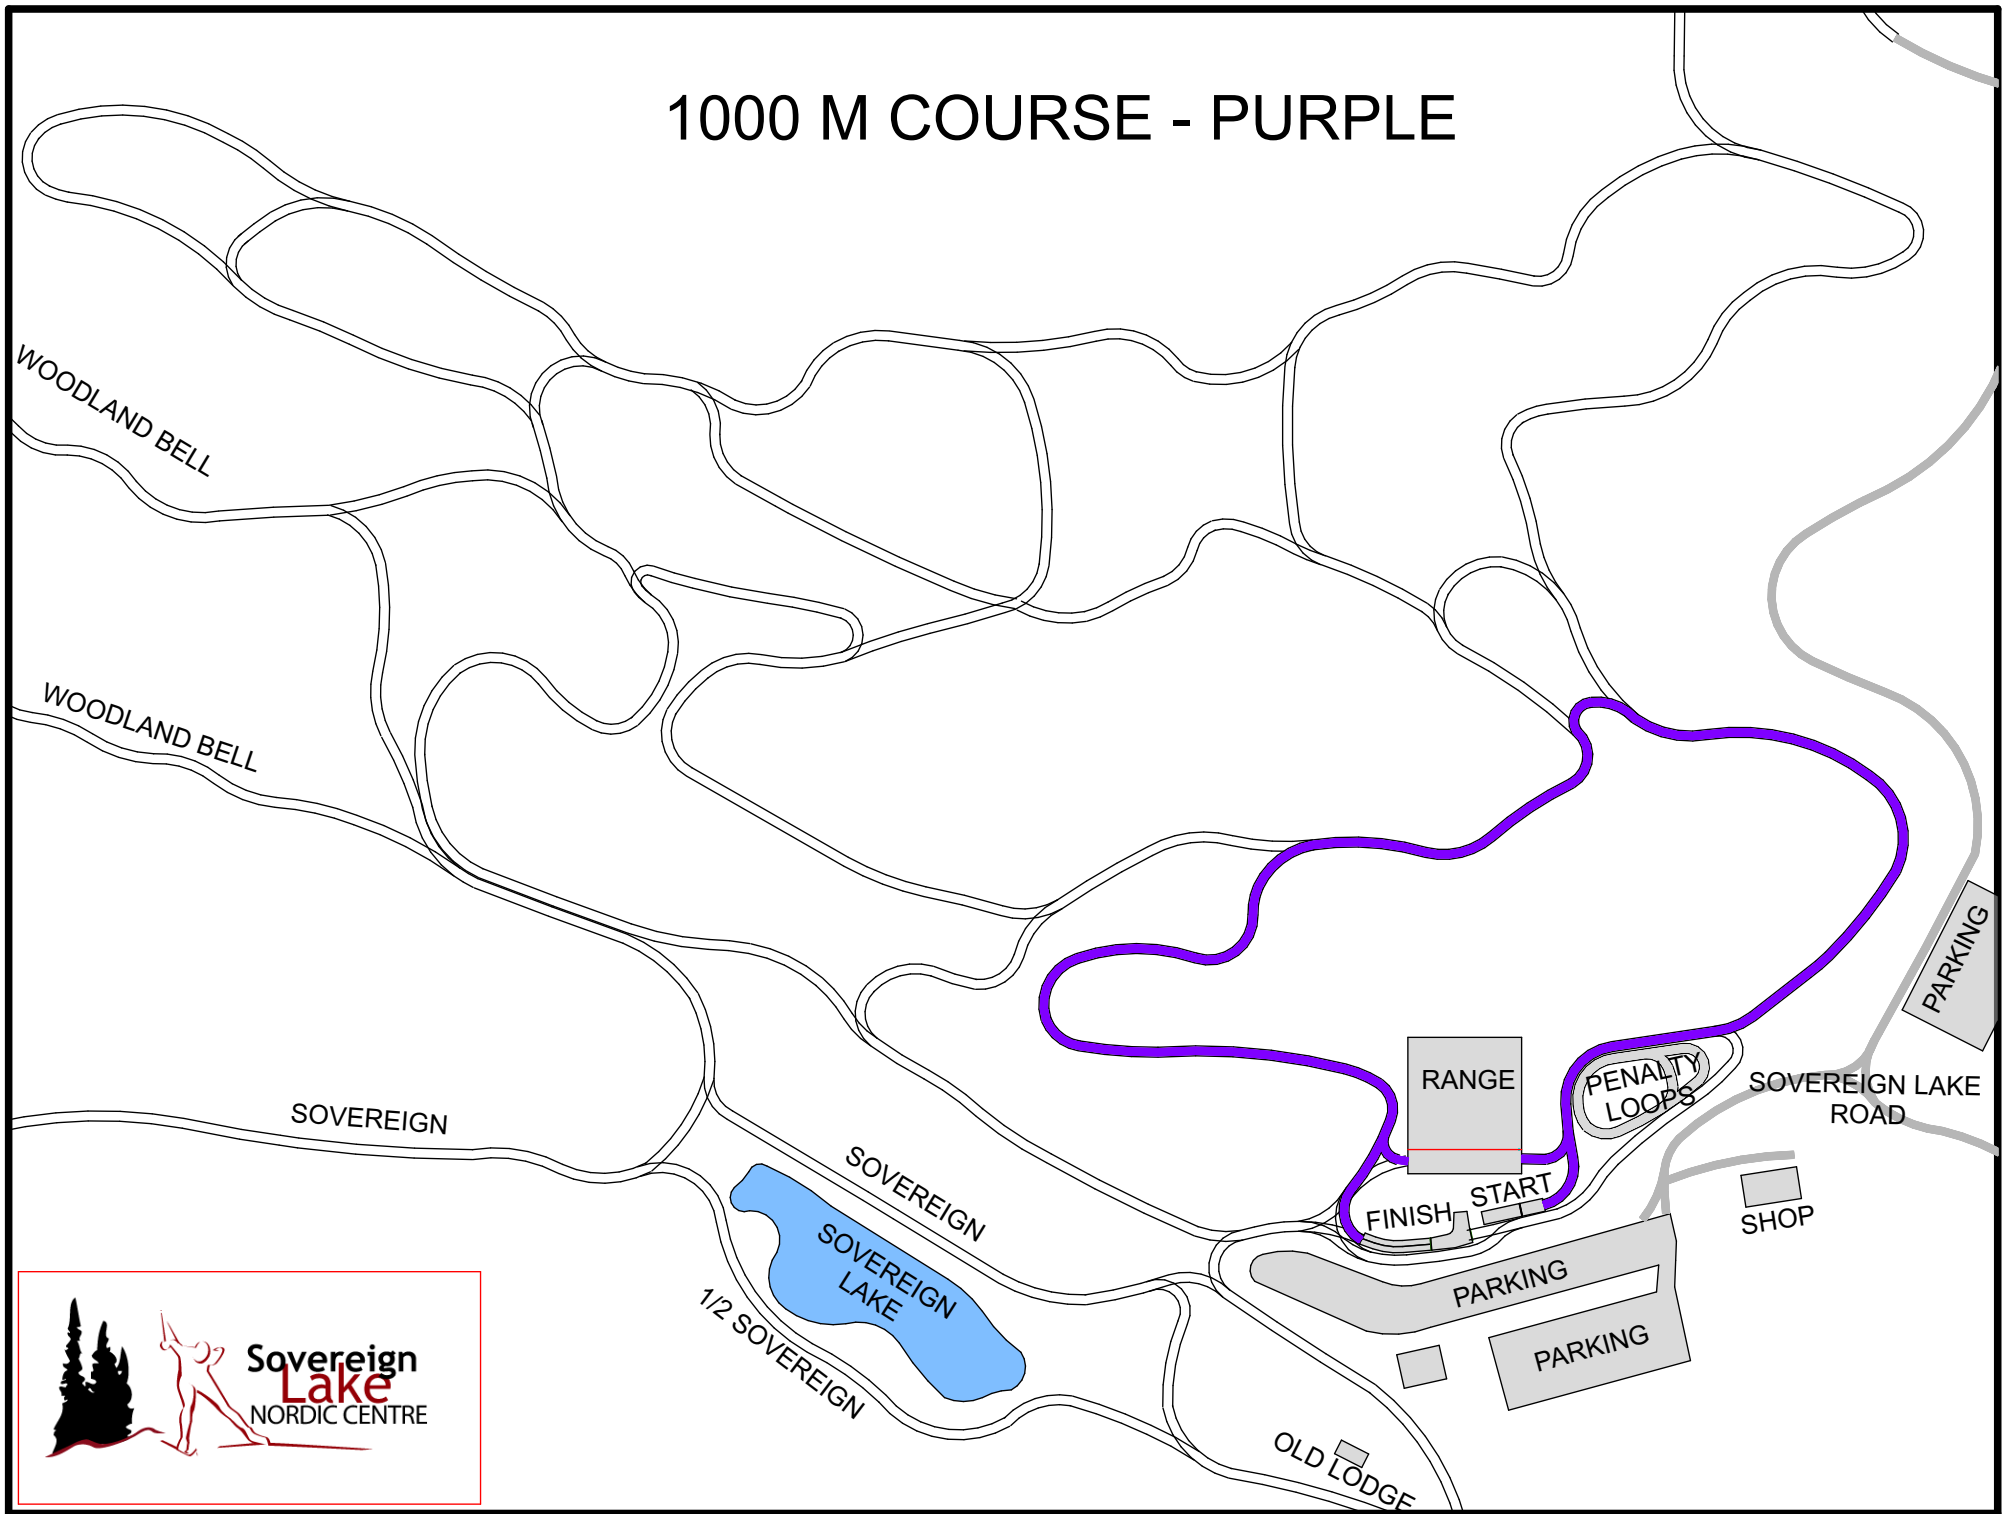 1000 M COURSE - PURPLE
WOODLAND BELL
WOODLAND BELL
SOVEREIGN
SOVEREIGN
SOVEREIGN
LAKE
1/2 SOVEREIGN
RANGE
PENALTY
LOOPS
START
FINISH
PARKING
SOVEREIGN LAKE
ROAD
SHOP
PARKING
PARKING
OLD LODGE
Sovereign
Lake
NORDIC CENTRE